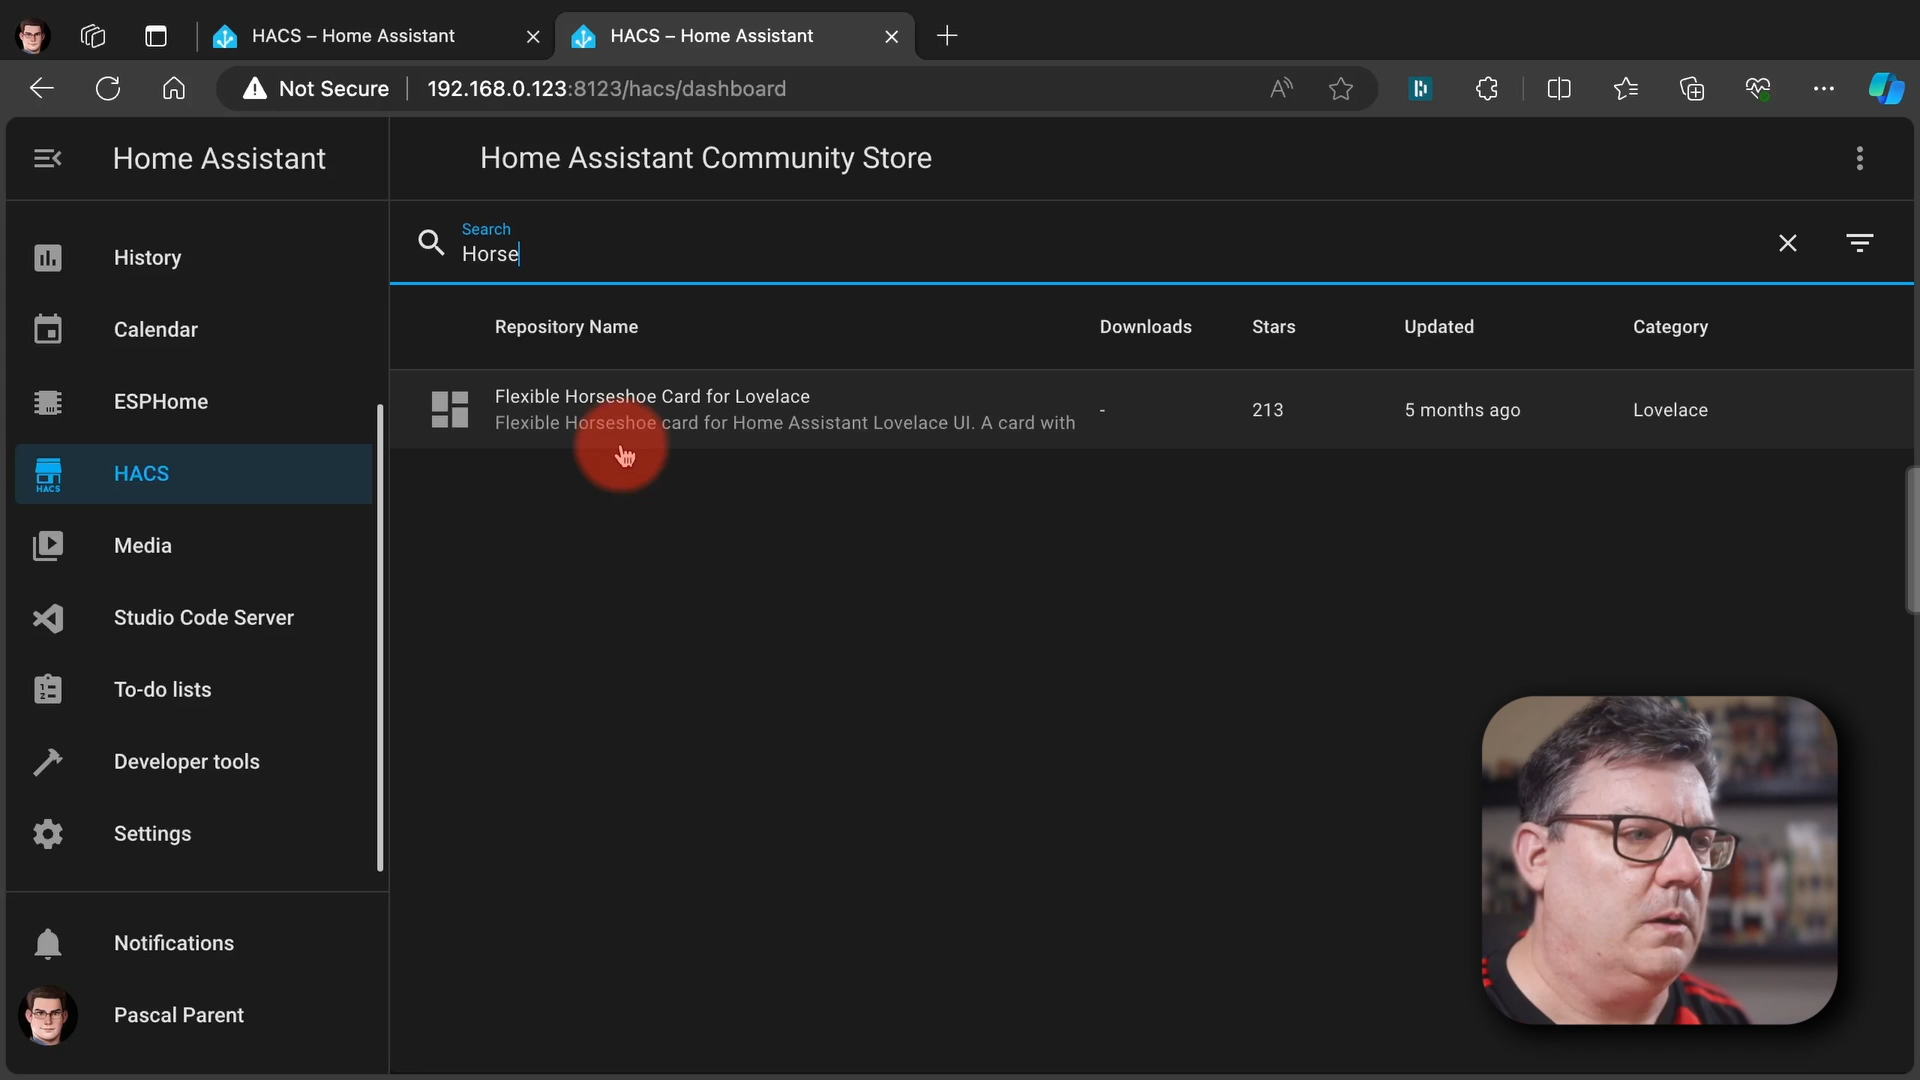 HACS – Home Assistant
HACS – Home Assistant
Not Secure
192.168.0.123:8123/hacs/dashboard
Home Assistant
Home Assistant Community Store
Search
Horse
History
Calendar
ESPHome
HACS
HACS
Media
Studio Code Server
To-do lists
Developer tools
Settings
Notifications
Pascal Parent
Repository Name
Downloads
Stars
Updated
Category
Flexible Horseshoe Card for Lovelace
Flexible Horseshoe card for Home Assistant Lovelace UI. A card with
-
213
5 months ago
Lovelace